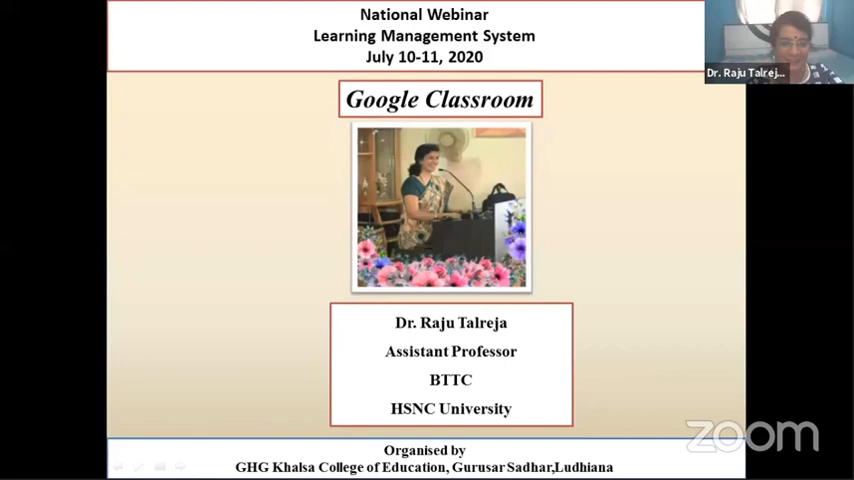 National Webinar
Learning Management System
July 10-11, 2020
Dr. Raju Talrej...
Google Classroom
Dr. Raju Talreja
Assistant Professor
BTTC
HSNC University
zoom
Organised by
GHG Khalsa College of Education, Gurusar Sadhar,Ludhiana